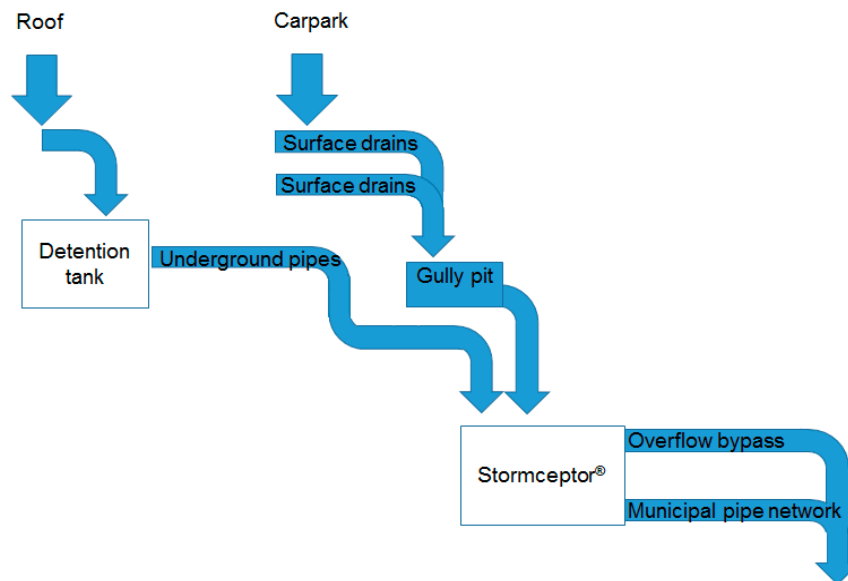 Roof
Carpark
Surface drains
Surface drains
Detention
tank
Underground pipes
Gully pit
Overflow bypass
Stormceptor®
Municipal pipe network